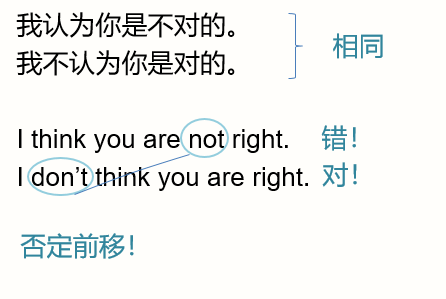 我认为你是不对的。
我不认为你是对的。
相同
I think you are not right. 错！
I don't think you are right. 对！
否定前移！